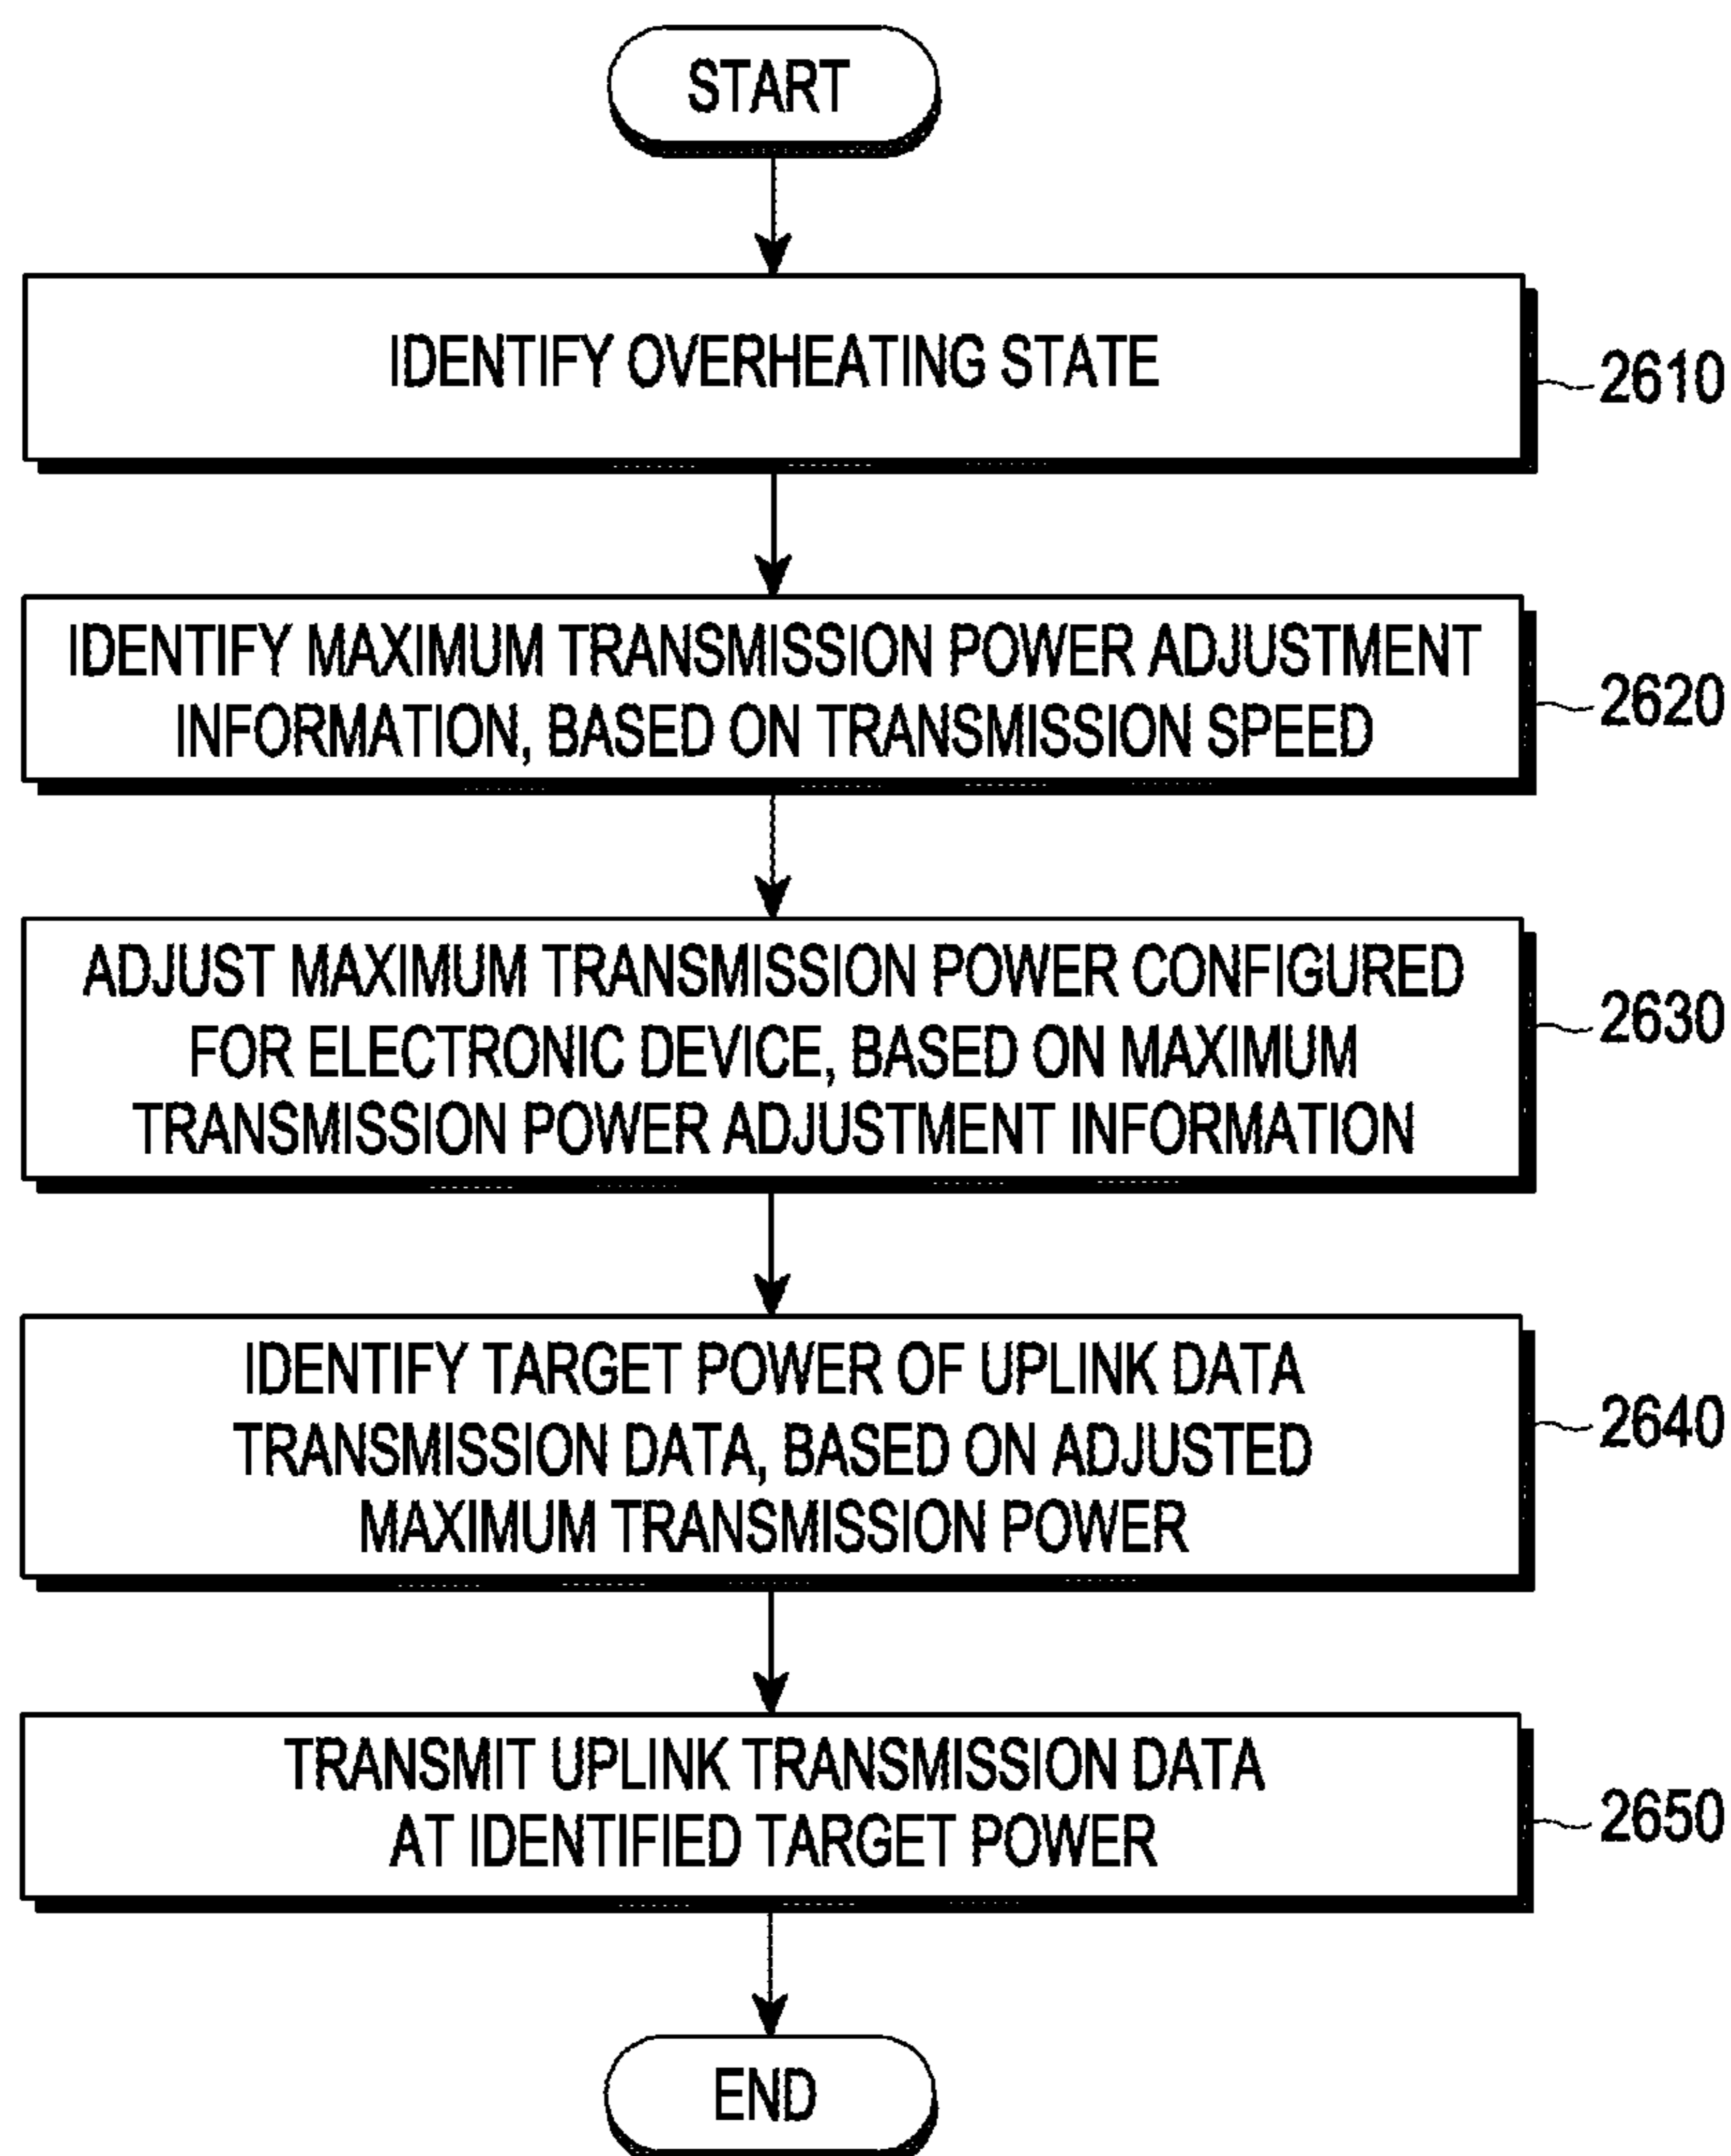 START
IDENTIFY OVERHEATING STATE
2610
IDENTIFY MAXIMUM TRANSMISSION POWER ADJUSTMENT
INFORMATION, BASED ON TRANSMISSION SPEED
2620
ADJUST MAXIMUM TRANSMISSION POWER CONFIGURED
FOR ELECTRONIC DEVICE, BASED ON MAXIMUM
TRANSMISSION POWER ADJUSTMENT INFORMATION
2630
IDENTIFY TARGET POWER OF UPLINK DATA
TRANSMISSION DATA, BASED ON ADJUSTED
MAXIMUM TRANSMISSION POWER
2640
TRANSMIT UPLINK TRANSMISSION DATA
AT IDENTIFIED TARGET POWER
2650
END